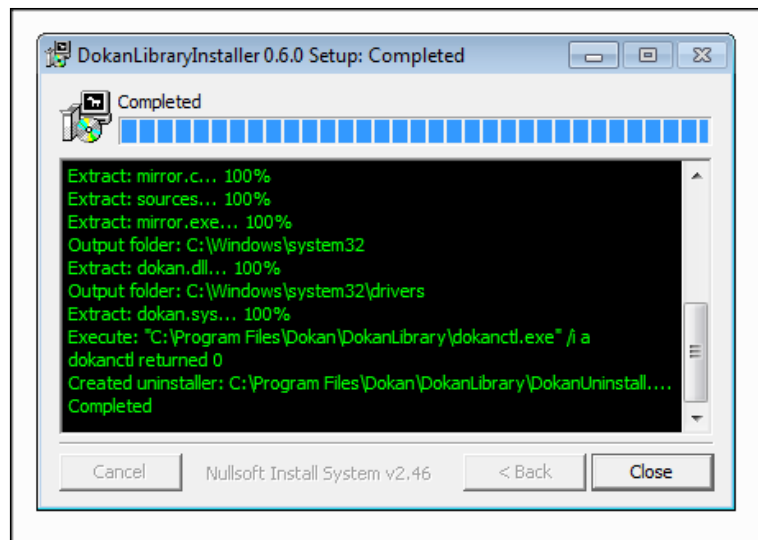 DokanLibraryInstaller 0.6.0 Setup: Completed
Completed
Extract: mirror.c... 100%
Extract: sources... 100%
Extract: mirror.exe... 100%
Output folder: C:\Windows\system32
Extract: dokan.dll... 100%
Output folder: C:\Windows\system32\drivers
Extract: dokan.sys... 100%
Execute: "C:\Program Files\Dokan\DokanLibrary\dokanctl.exe" /i a
dokanctl returned 0
Created uninstaller: C:\Program Files\Dokan\DokanLibrary\DokanUninstall....
Completed
Cancel Nullsoft Install System v2.46 < Back Close